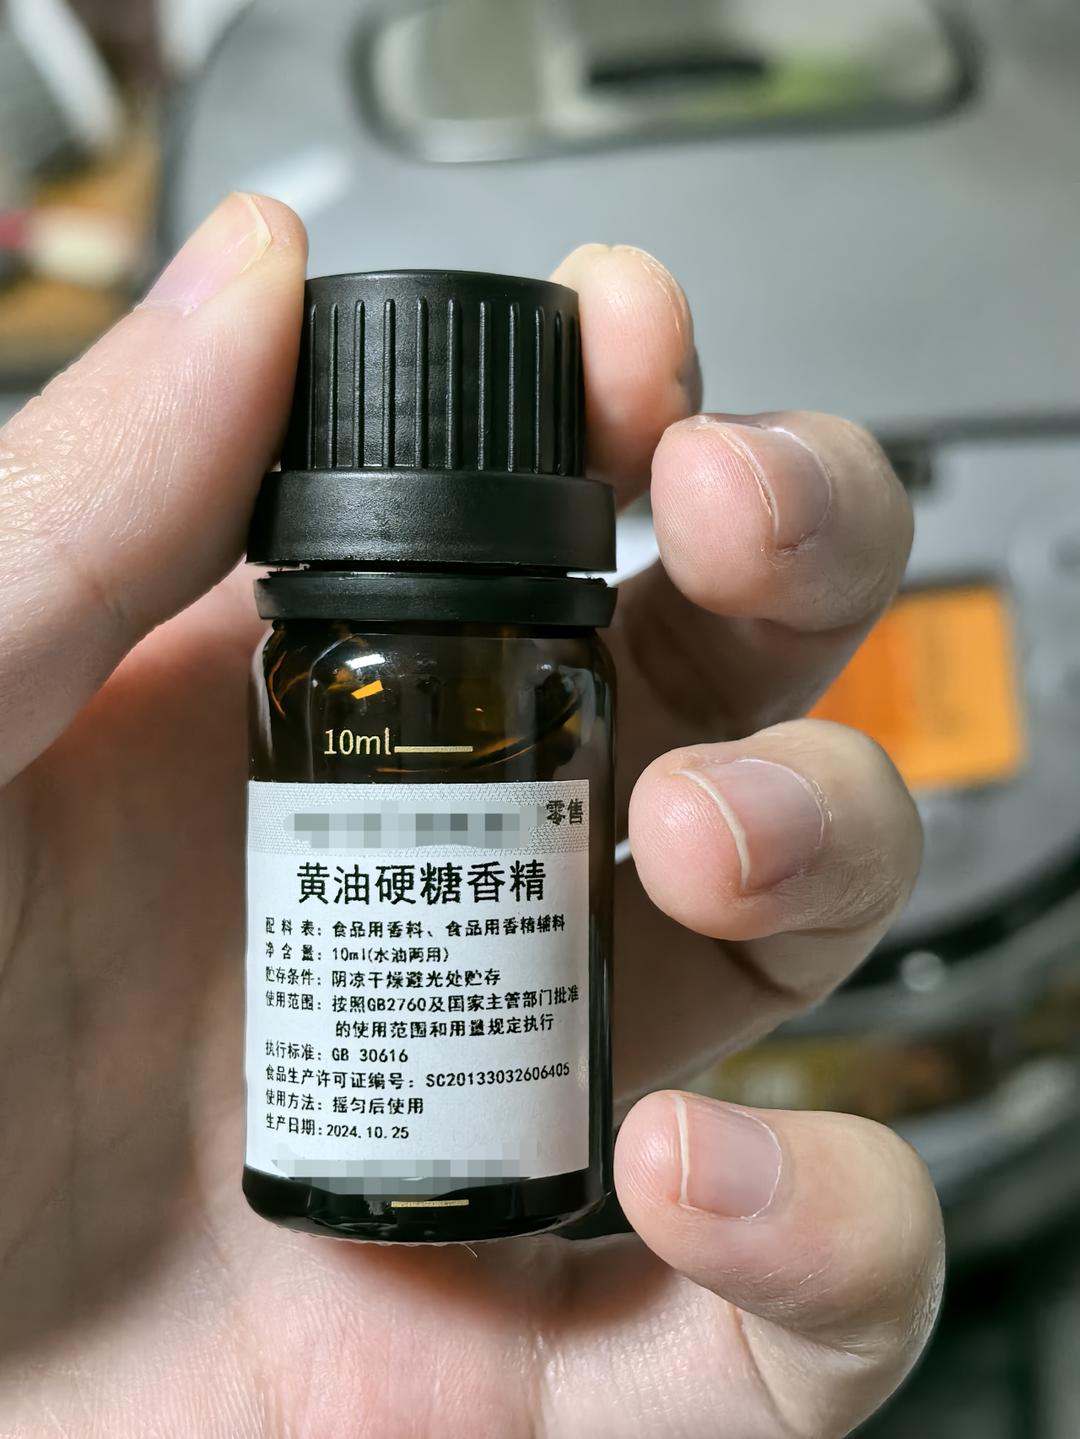 10ml
零售
黄油硬糖香精
配料表：食品用香料、食品用香精辅料
净含量：10ml(水油两用)
贮存条件：阴凉干燥避光处贮存
使用范围：按照GB2760及国家主管部门批准
的使用范围和用量规定执行
执行标准：GB 30616
食品生产许可证编号：SC20133032606405
使用方法：摇匀后使用
生产日期:2024.10.25